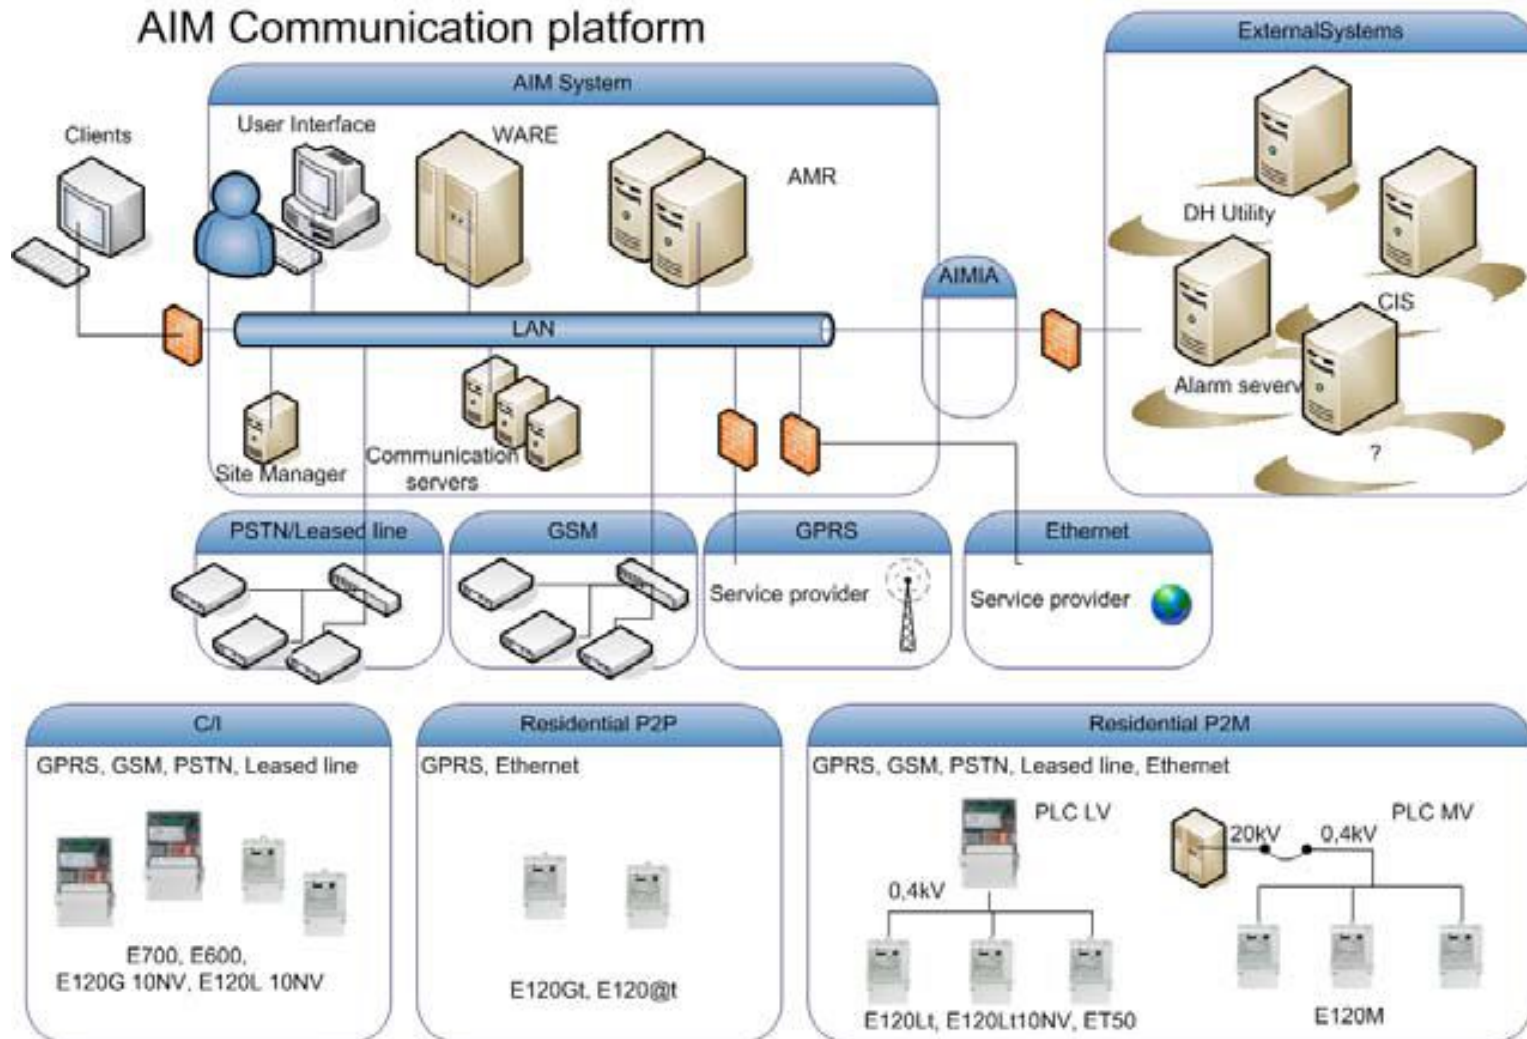 AIM Communication platform
ExternalSystems
AIM System
Clients
User Interface
WARE
AMR
DH Utility
AIMIA
CIS
LAN
Alarm severv
Site Manager
Communication
servers
?
PSTN/Leased line
GSM
GPRS
Ethernet
Service provider
Service provider
C/I
Residential P2P
Residential P2M
GPRS, GSM, PSTN, Leased line
GPRS, Ethernet
GPRS, GSM, PSTN, Leased line, Ethernet
PLC LV
PLC MV
20kV
0,4kV
0,4kV
E700, E600,
E120G 10NV, E120L 10NV
E120Gt, E120@t
E120Lt, E120Lt10NV, ET50
E120M